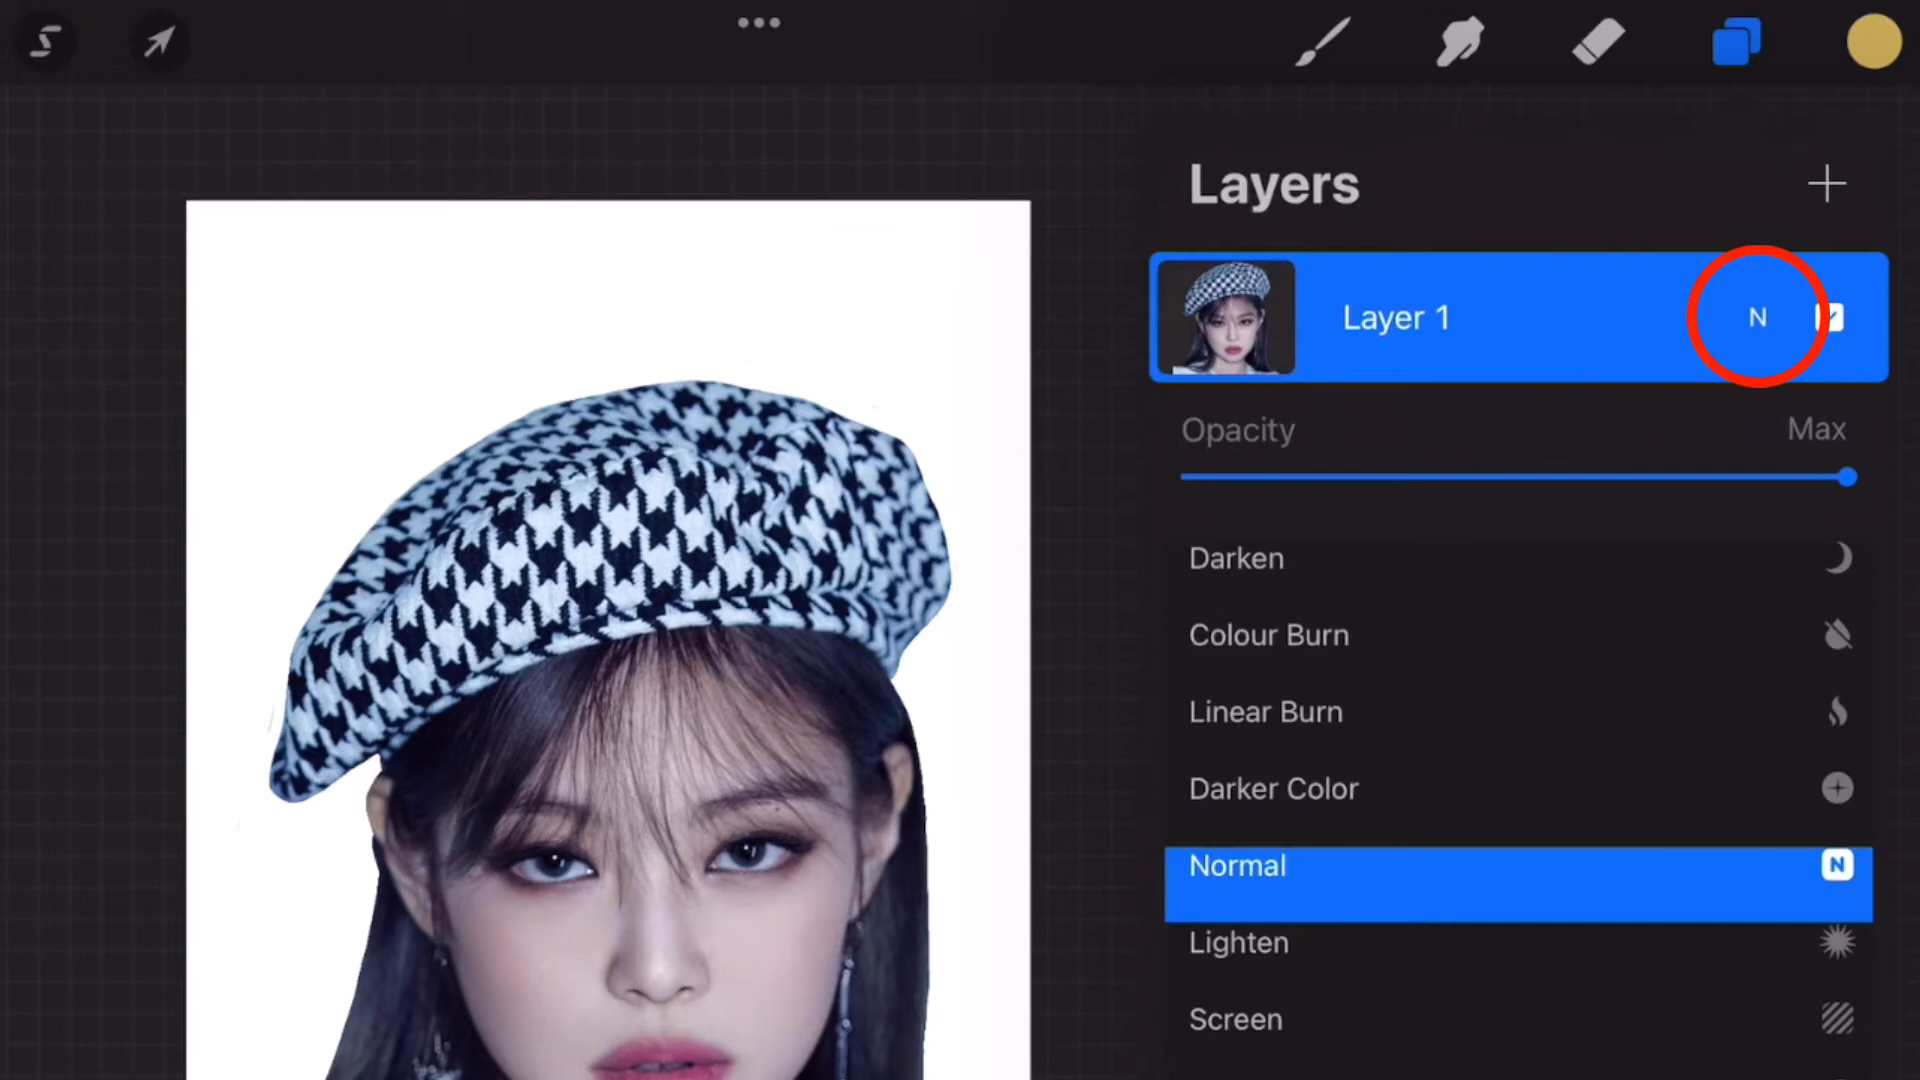 Layers
Layer 1 N
Opacity Max
Darken
Colour Burn
Linear Burn
Darker Color
Normal N
Lighten
Screen